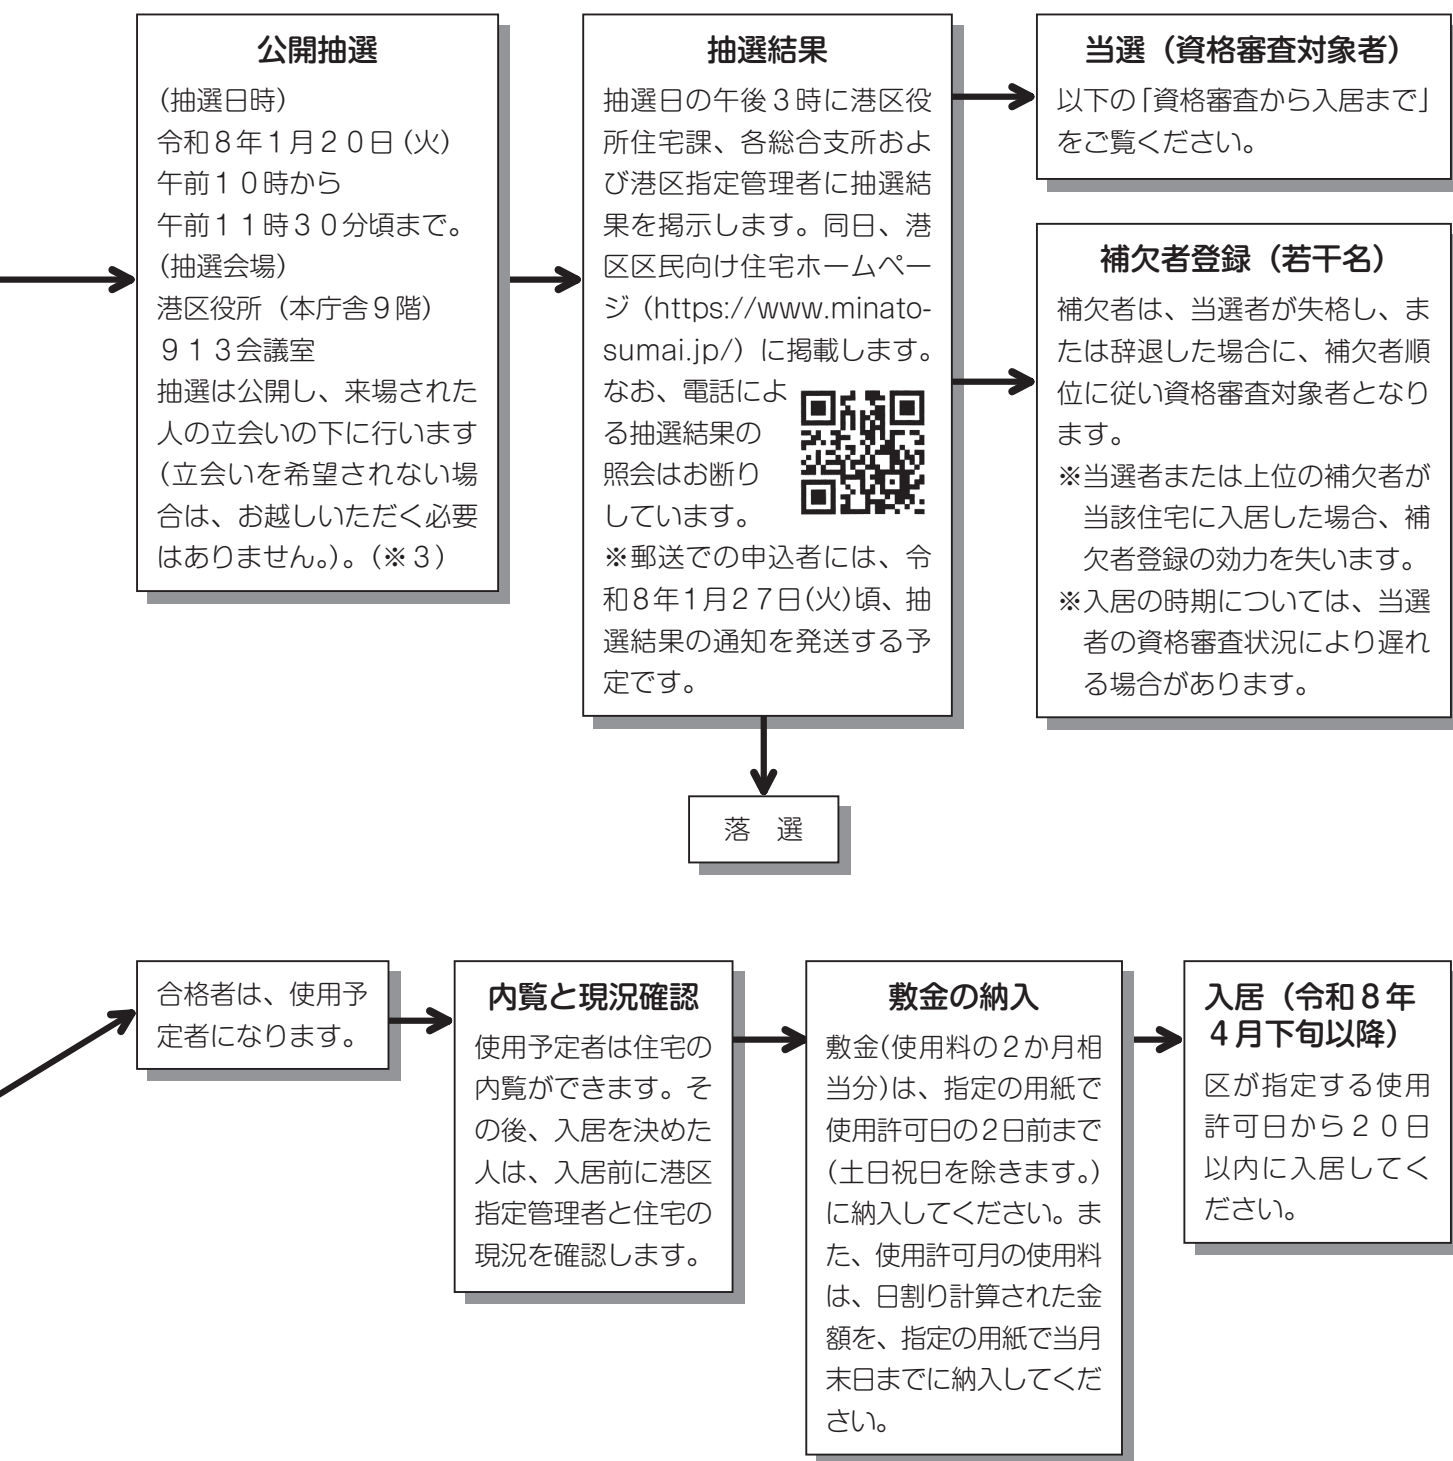 公開抽選
(抽選日時)
令和８年１月２０日(火)
午前１０時から
午前１１時３０分頃まで。
(抽選会場)
港区役所（本庁舎９階）
９１３会議室
抽選は公開し、来場された
人の立会いの下に行います
(立会いを希望されない場
合は、お越しいただく必要
はありません。)。(※３)
抽選結果
抽選日の午後３時に港区役
所住宅課、各総合支所およ
び港区指定管理者に抽選結
果を掲示します。同日、港
区区民向け住宅ホームペー
ジ（https://www.minato-
sumai.jp/）に掲載します。
なお、電話によ
る抽選結果の
照会はお断り
しています。
※郵送での申込者には、令
和8年1月２７日(火)頃、抽
選結果の通知を発送する予
定です。
当選（資格審査対象者）
以下の「資格審査から入居まで」
をご覧ください。
補欠者登録（若干名）
補欠者は、当選者が失格し、ま
たは辞退した場合に、補欠者順
位に従い資格審査対象者となり
ます。
※当選者または上位の補欠者が
当該住宅に入居した場合、補
欠者登録の効力を失います。
※入居の時期については、当選
者の資格審査状況により遅れ
る場合があります。
落　選
合格者は、使用予
定者になります。
内覧と現況確認
使用予定者は住宅の
内覧ができます。そ
の後、入居を決めた
人は、入居前に港区
指定管理者と住宅の
現況を確認します。
敷金の納入
敷金(使用料の２か月相
当分)は、指定の用紙で
使用許可日の２日前まで
(土日祝日を除きます。)
に納入してください。ま
た、使用許可月の使用料
は、日割り計算された金
額を、指定の用紙で当月
末日までに納入してくだ
さい。
入居（令和８年
４月下旬以降）
区が指定する使用
許可日から２０日
以内に入居してく
ださい。